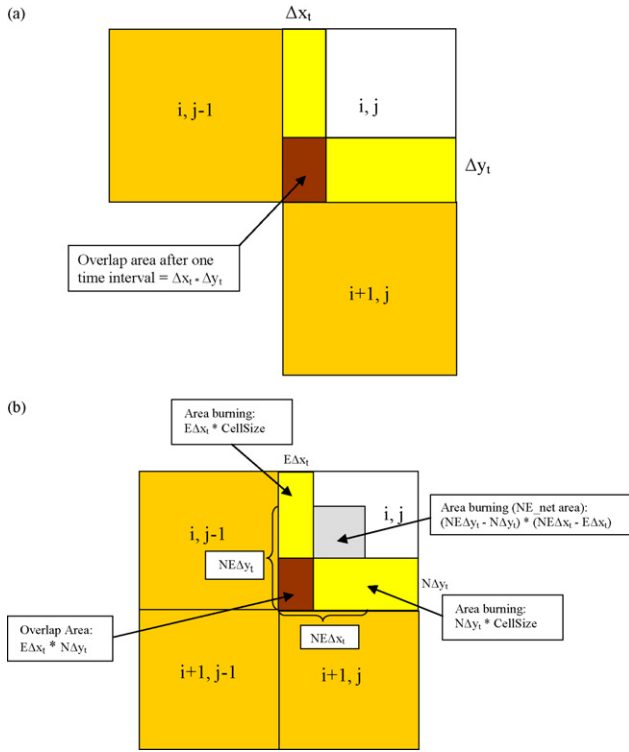 (a)
Δxₜ
i, j-1
i, j
Δyₜ
Overlap area after one
time interval = Δxₜ * Δyₜ
i+1, j
(b)
Area burning:
EΔxₜ * CellSize
EΔxₜ
Area burning (NE_net area):
(NEΔyₜ - NΔyₜ) * (NEΔxₜ - EΔxₜ)
i, j-1
i, j
NEΔyₜ
NΔyₜ
Area burning:
NΔyₜ * CellSize
Overlap Area:
EΔxₜ * NΔyₜ
NEΔxₜ
i+1, j-1
i+1, j